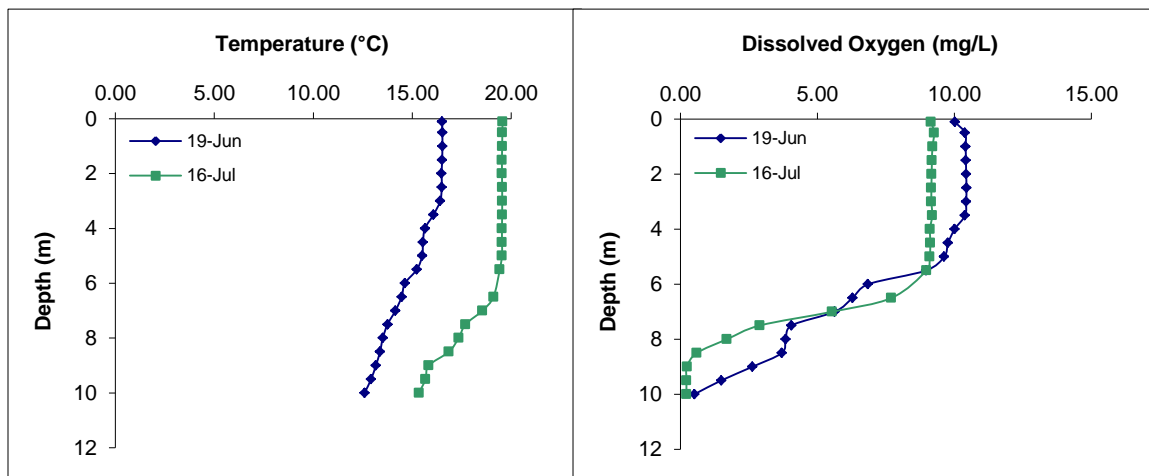 Temperature (°C)
0.00 5.00 10.00 15.00 20.00
0
2
4
6
8
10
12
Depth (m)
19-Jun
16-Jul
Dissolved Oxygen (mg/L)
0.00 5.00 10.00 15.00
0
2
4
6
8
10
12
Depth (m)
19-Jun
16-Jul